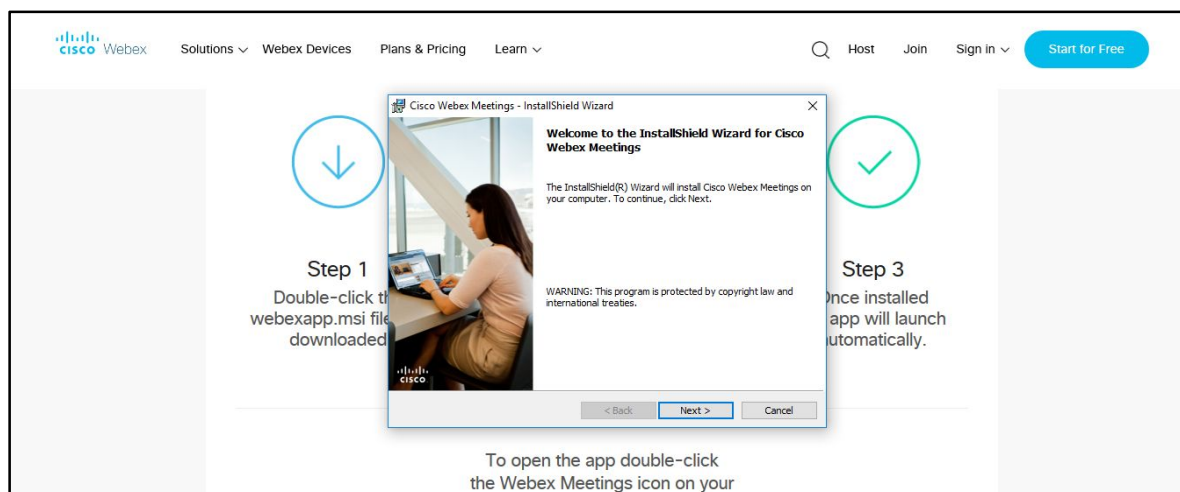 CISCO Webex
Solutions
Webex Devices
Plans & Pricing
Learn
Host
Join
Sign in
Start for Free
Cisco Webex Meetings - InstallShield Wizard
Welcome to the InstallShield Wizard for Cisco
Webex Meetings
The InstallShield(R) Wizard will install Cisco Webex Meetings on
your computer. To continue, click Next.
WARNING: This program is protected by copyright law and
international treaties.
CISCO
< Back
Next >
Cancel
Step 1
Double-click
webexapp.msi
downloaded
Step 3
installed
app will launch
automatically.
To open the app double-click
the Webex Meetings icon on your